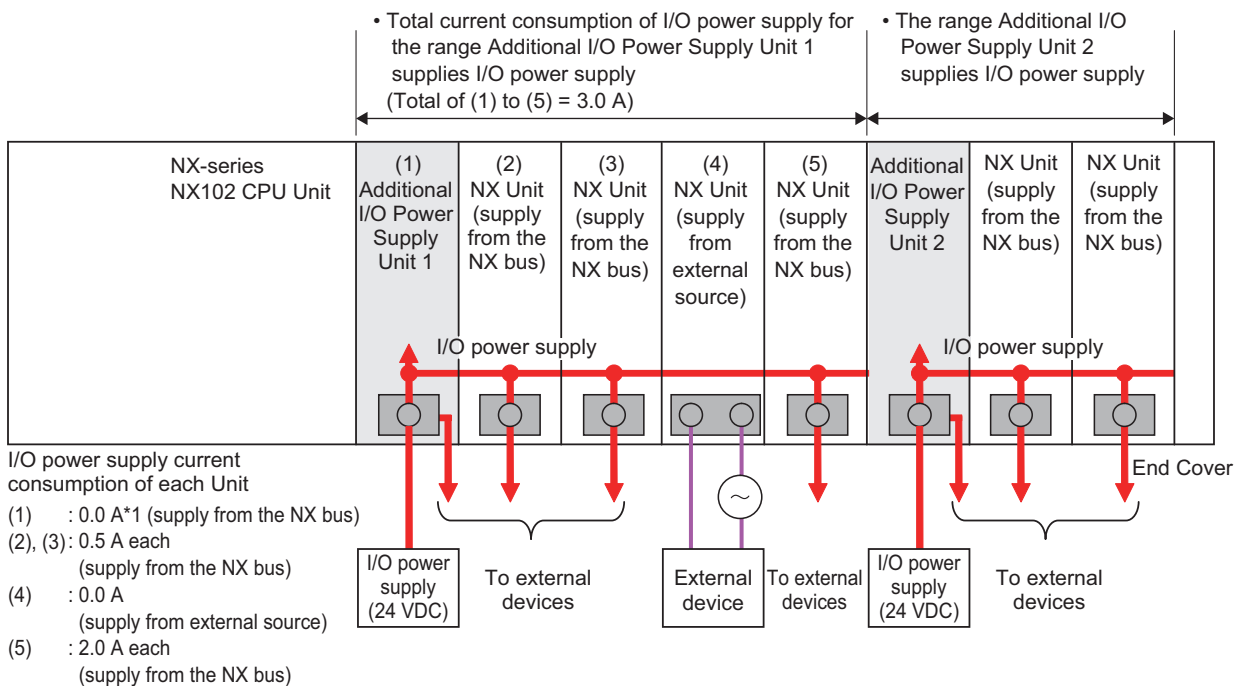 • Total current consumption of I/O power supply for
the range Additional I/O Power Supply Unit 1
supplies I/O power supply
(Total of (1) to (5) = 3.0 A)
• The range Additional I/O
Power Supply Unit 2
supplies I/O power supply
NX-series
NX102 CPU Unit
(1)
Additional
I/O Power
Supply
Unit 1
(2)
NX Unit
(supply
from the
NX bus)
(3)
NX Unit
(supply
from the
NX bus)
(4)
NX Unit
(supply
from
external
source)
(5)
NX Unit
(supply
from the
NX bus)
Additional
I/O Power
Supply
Unit 2
NX Unit
(supply
from the
NX bus)
NX Unit
(supply
from the
NX bus)
I/O power supply
I/O power supply
End Cover
I/O power supply current
consumption of each Unit
(1) : 0.0 A*1 (supply from the NX bus)
(2), (3) : 0.5 A each
(supply from the NX bus)
(4) : 0.0 A
(supply from external source)
(5) : 2.0 A each
(supply from the NX bus)
I/O power
supply
(24 VDC)
To external
devices
~
External
device
To external
devices
I/O power
supply
(24 VDC)
To external
devices